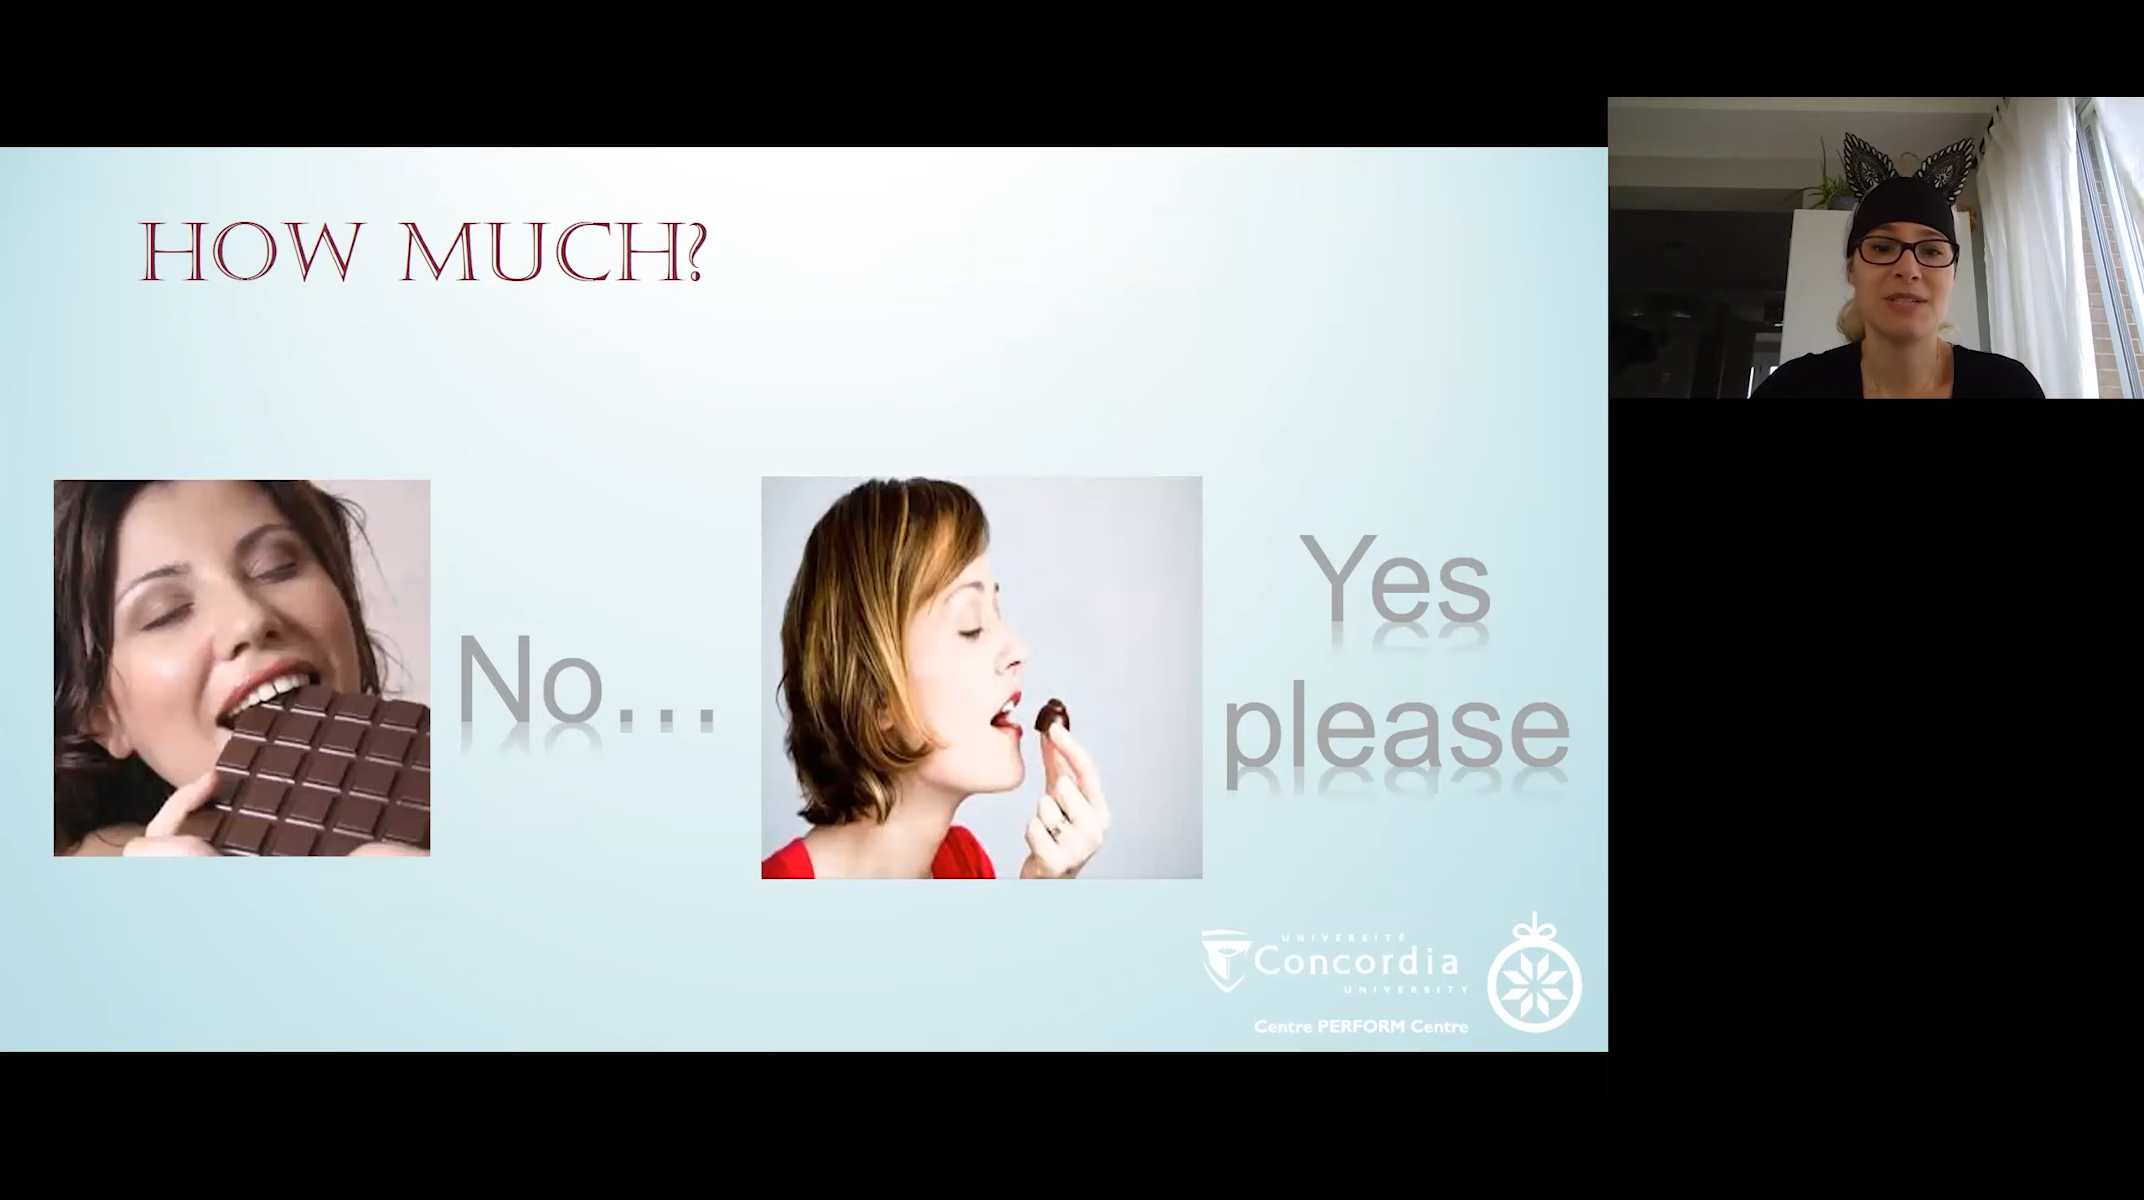 HOW MUCH?
No...
Yes
please
UNIVERSITÉ
Concordia
UNIVERSITY
Centre PERFORM Centre